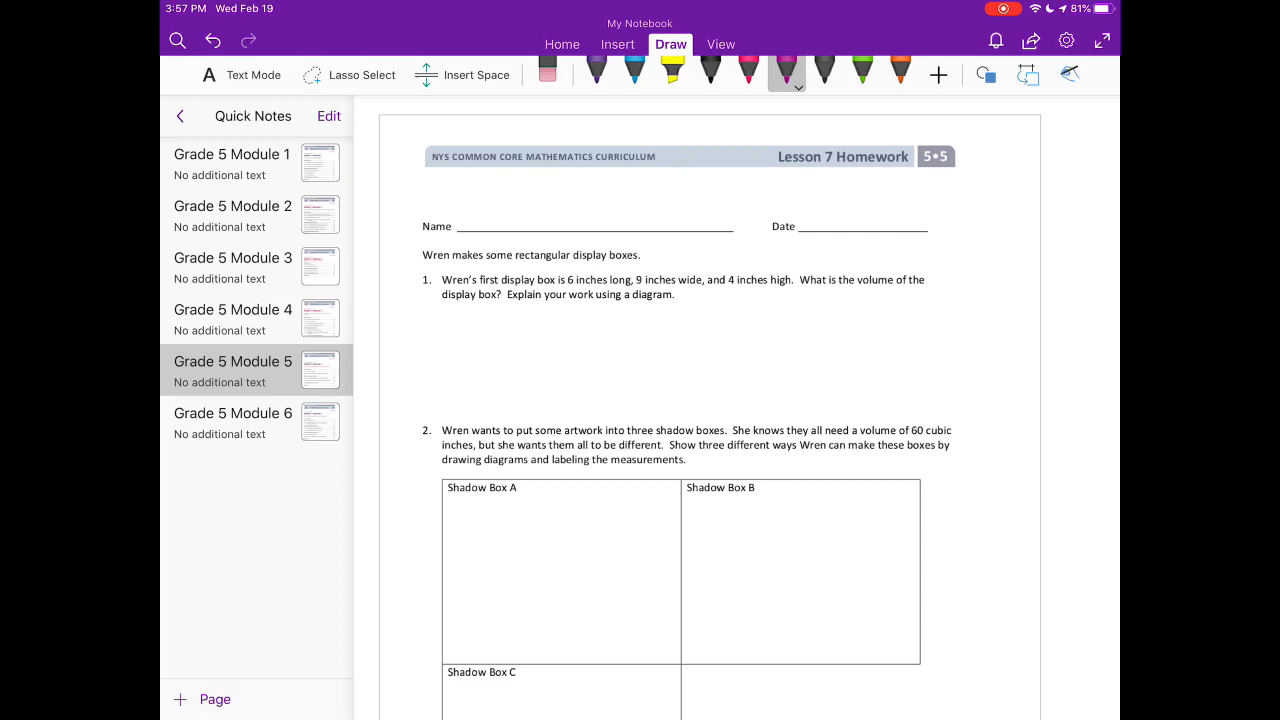 3:57 PM Wed Feb 19
81%
My Notebook
Home Insert Draw View
A Text Mode Lasso Select Insert Space
Quick Notes Edit
Grade 5 Module 1
No additional text
Grade 5 Module 2
No additional text
Grade 5 Module 3
No additional text
Grade 5 Module 4
No additional text
Grade 5 Module 5
No additional text
Grade 5 Module 6
No additional text
+ Page
NYS COMMON CORE MATHEMATICS CURRICULUM Lesson 7 Homework 5•5
Name Date
Wren makes some rectangular display boxes.
1. Wren's first display box is 6 inches long, 9 inches wide, and 4 inches high. What is the volume of the
display box? Explain your work using a diagram.
2. Wren wants to put some artwork into three shadow boxes. She knows they all need a volume of 60 cubic
inches, but she wants them all to be different. Show three different ways Wren can make these boxes by
drawing diagrams and labeling the measurements.
Shadow Box A Shadow Box B
Shadow Box C